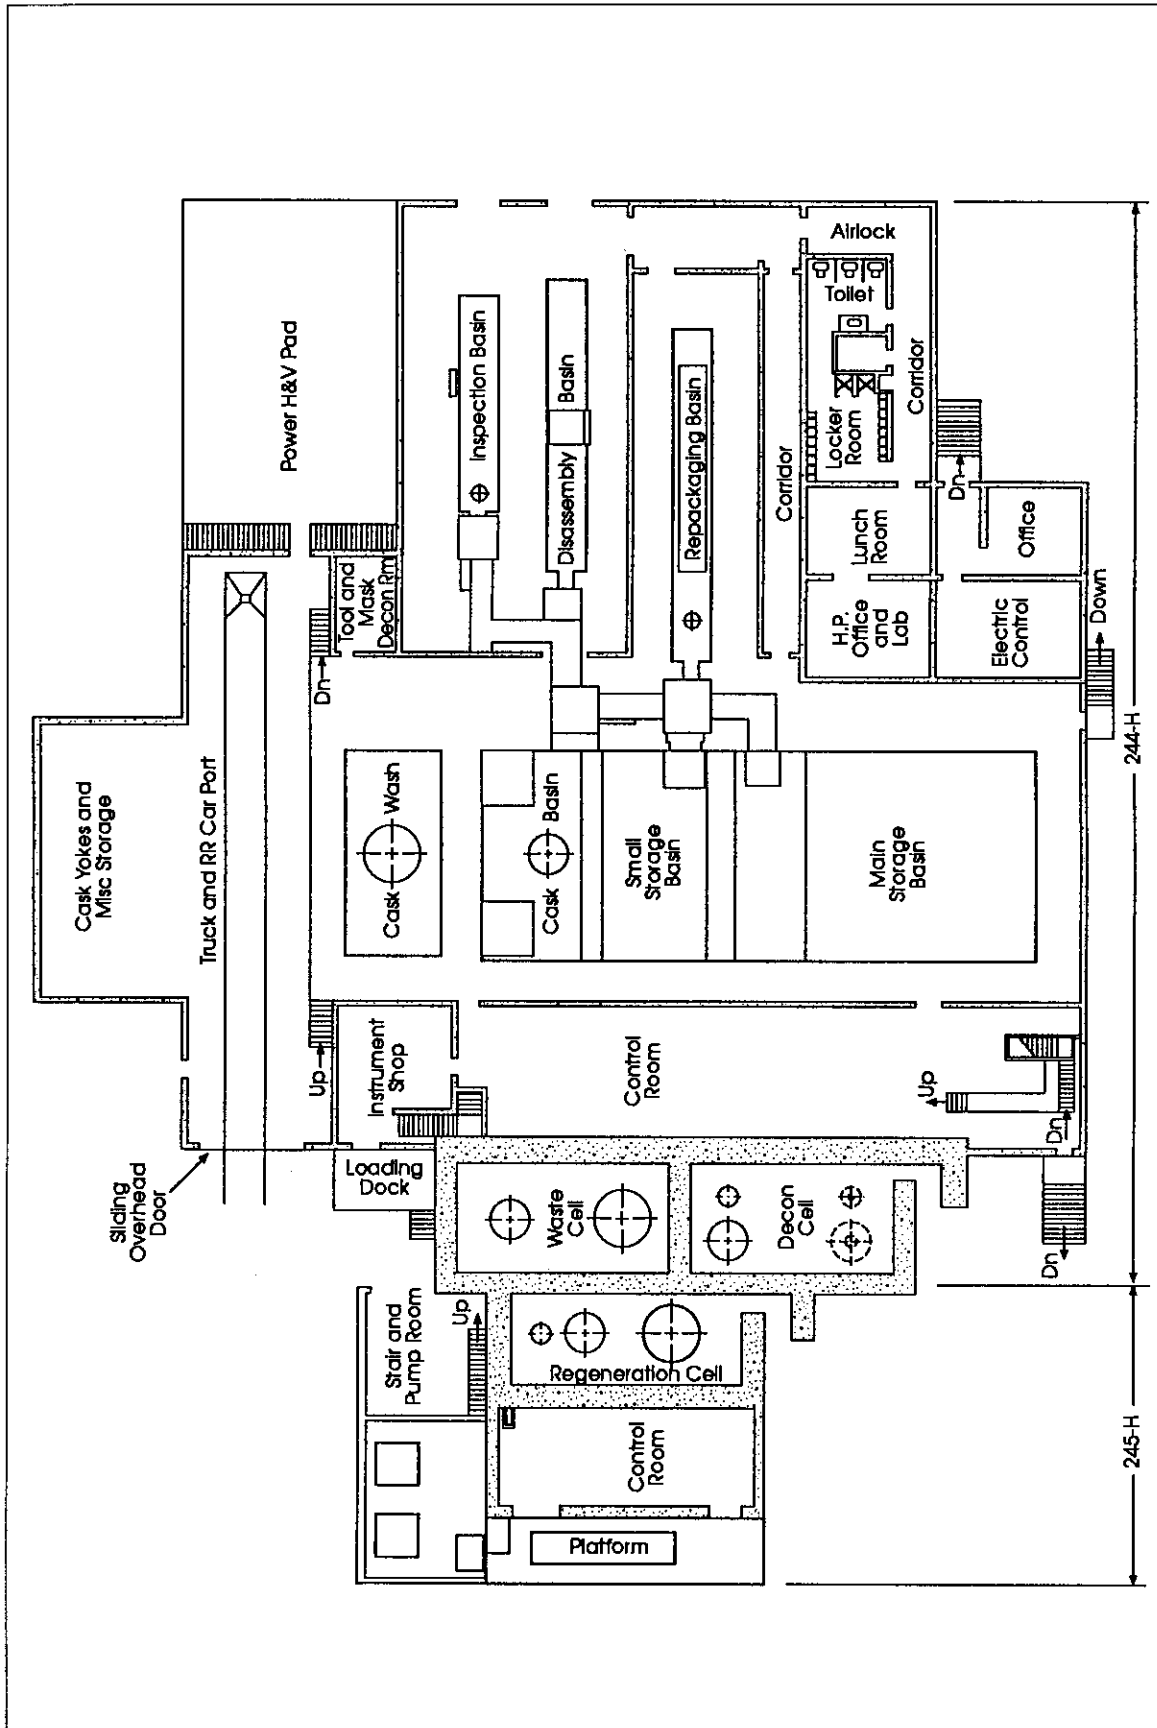 Cask Yokes and
Misc Storage
Truck and RR Car Port
Power H&V Pad
Sliding
Overhead
Door
Up
Dn
Tool and
Mask
Decon Rm
Instrument
Shop
Loading
Dock
Cask Wash
Inspection Basin
Disassembly Basin
Cask Basin
Small
Storage
Basin
Repackaging Basin
Main
Storage
Basin
Control
Room
Up
Dn
Dn
Waste
Cell
Decon
Cell
Stair and
Pump Room
Up
Regeneration Cell
Control
Room
Platform
Corridor
Airlock
Toilet
Locker
Room
Corridor
Lunch
Room
H.P.
Office
and
Lab
Dn
Office
Electric
Control
Down
245-H
244-H